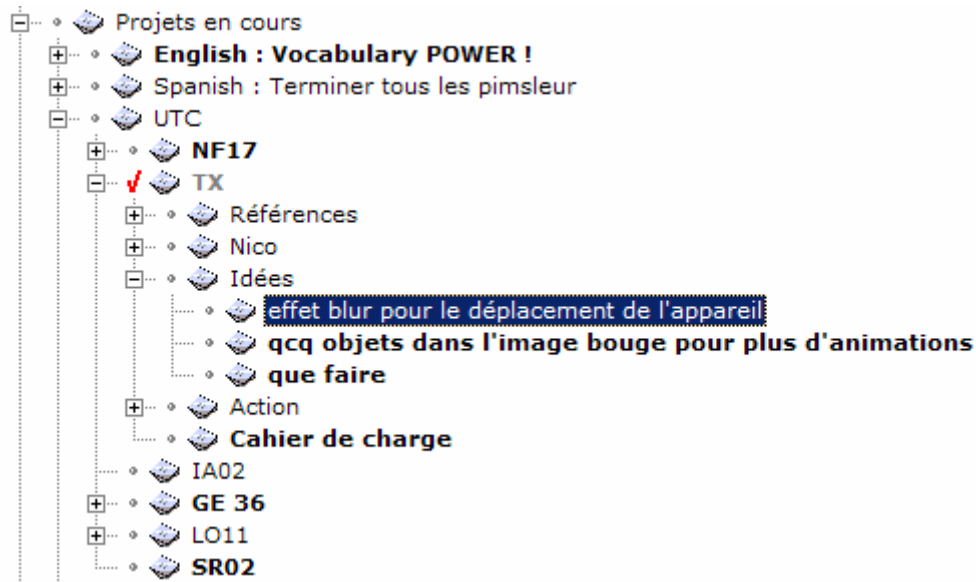 Projets en cours
English : Vocabulary POWER !
Spanish : Terminer tous les pimsleur
UTC
NF17
TX
Références
Nico
Idées
effet blur pour le déplacement de l'appareil
qcq objets dans l'image bouge pour plus d'animations
que faire
Action
Cahier de charge
IA02
GE 36
LO11
SR02